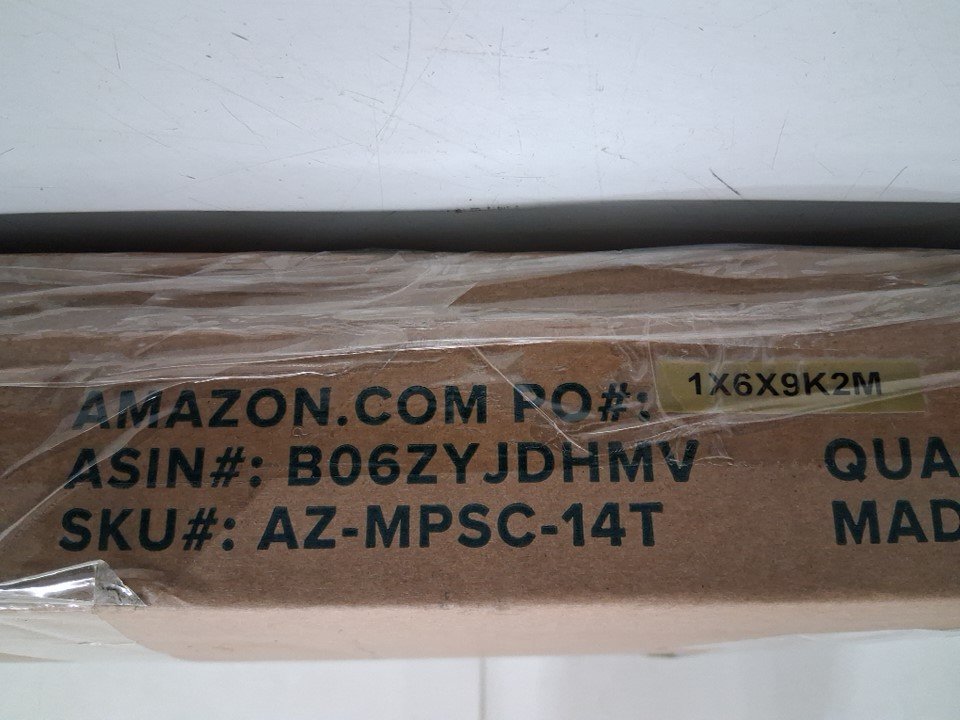 AMAZON.COM PO#: 1X6X9K2M
ASIN#: B06ZYJDHMV QUA
SKU#: AZ-MPSC-14T MAD